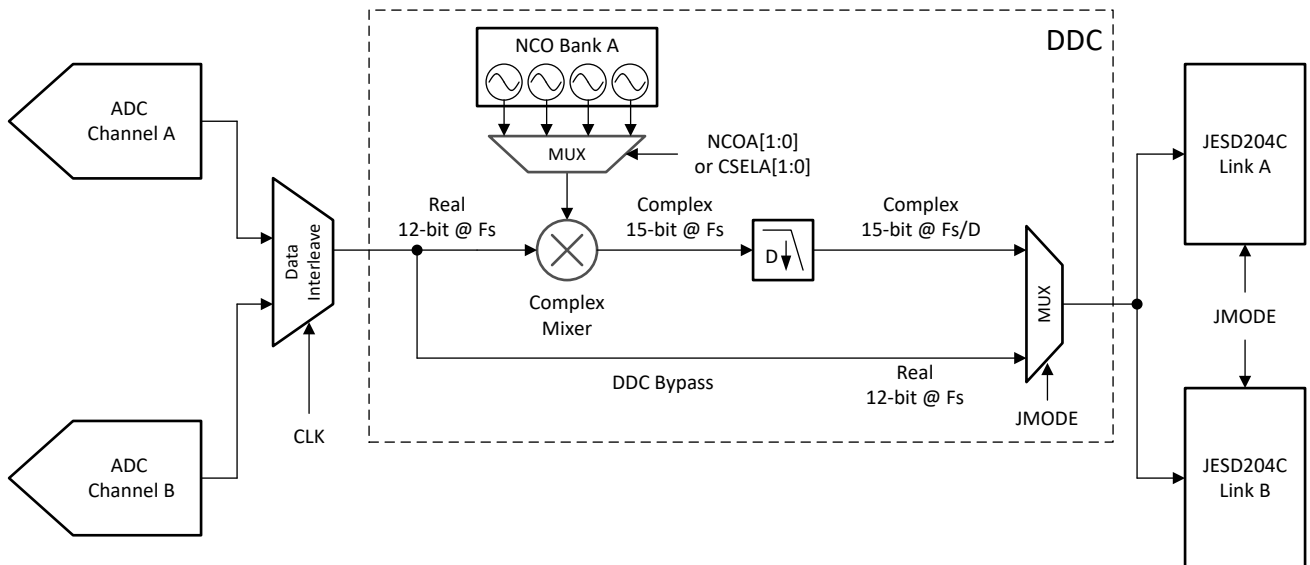 DDC
NCO Bank A
ADC
Channel A
MUX
NCOA[1:0]
or CSELA[1:0]
JESD204C
Link A
Data
Interleave
Real
12-bit @ Fs
Complex
15-bit @ Fs
D
Complex
15-bit @ Fs/D
Complex
Mixer
MUX
JMODE
DDC Bypass
Real
12-bit @ Fs
JMODE
CLK
ADC
Channel B
JESD204C
Link B